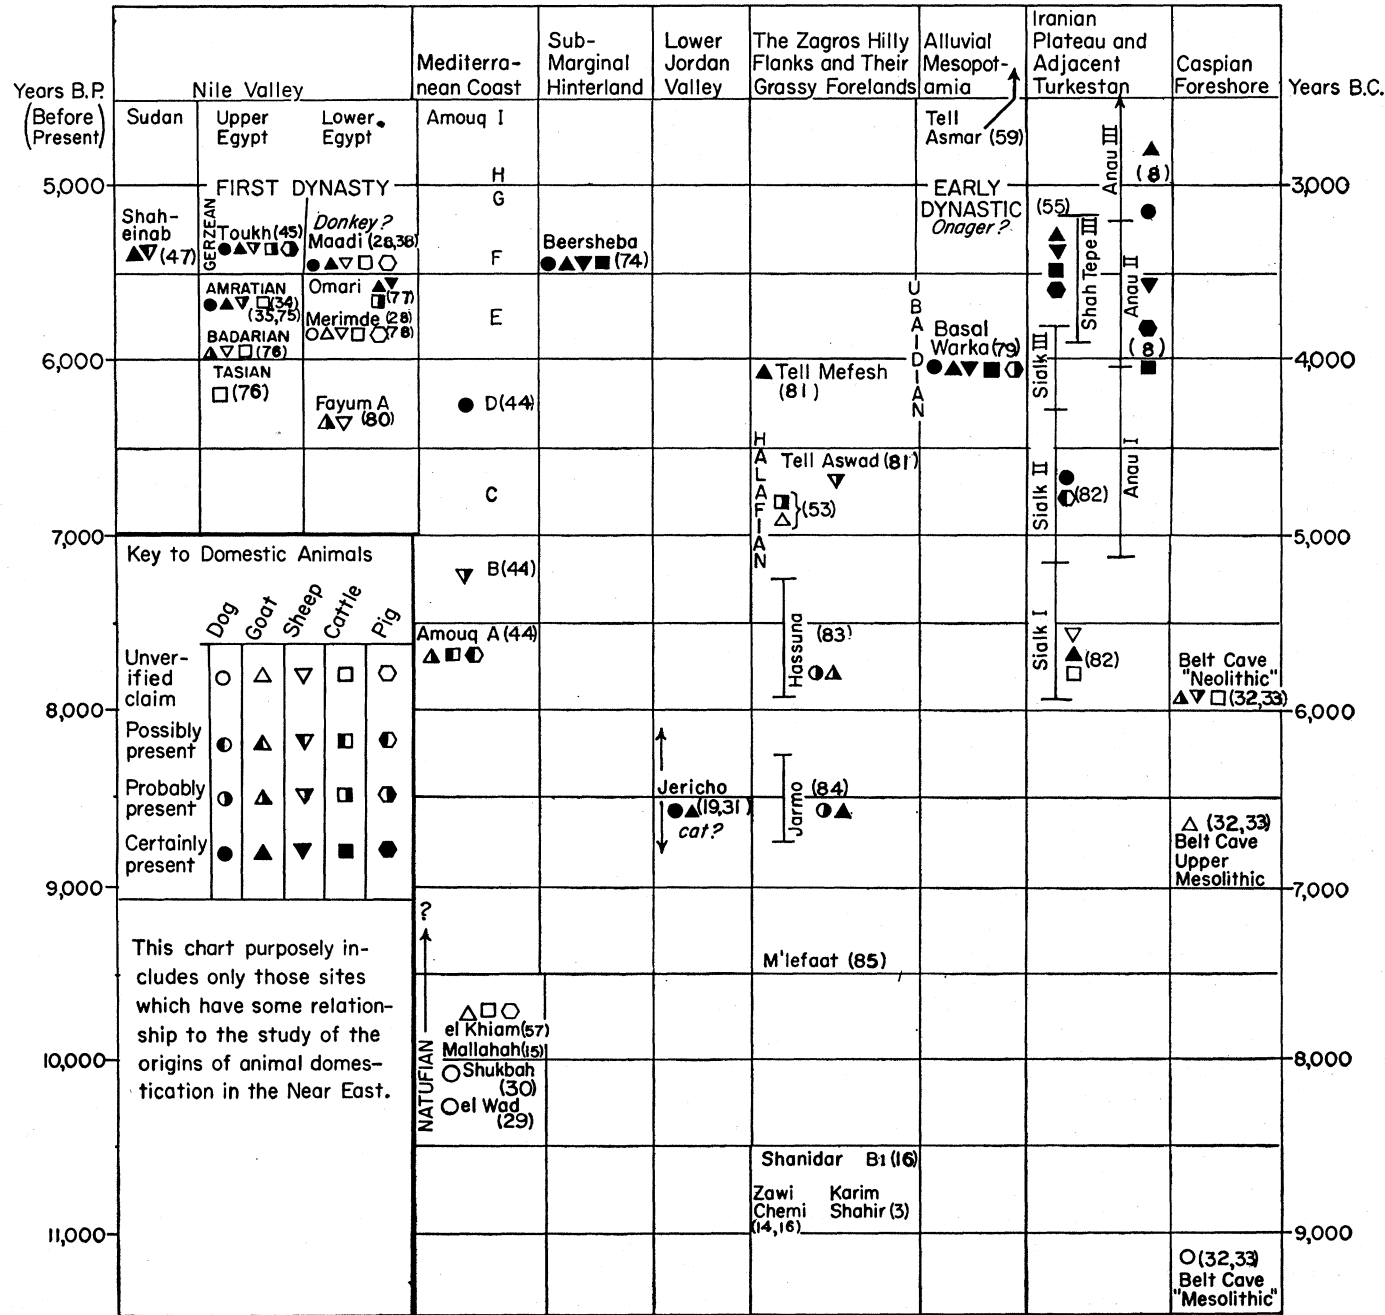 Years B.P.
(Before
Present)
Nile Valley
Mediterra-
nean Coast
Sub-
Marginal
Hinterland
Lower
Jordan
Valley
The Zagros Hilly
Flanks and Their
Grassy Forelands
Alluvial
Mesopot-
amia
Iranian
Plateau and
Adjacent
Turkestan
Caspian
Foreshore
Years B.C.
Sudan
Upper
Egypt
Lower
Egypt
Amouq I
Tell
Asmar (59)
5,000
FIRST DYNASTY
H
G
EARLY
DYNASTIC
Onager?
3,000
Shah-
einab
(47)
GERZEAN
Toukh (45)
Donkey?
Maadi (28,38)
F
Beersheba
(74)
(55)
Shah Tepe III
Anau III
(8)
AMRATIAN
(34)
(35,75)
BADARIAN
(76)
Omari
(77)
Merimde (28)
(78)
E
UBAIDIAN
Basal
Warka (79)
Anau II
(8)
6,000
4,000
TASIAN
(76)
Fayum A
(80)
D (44)
Tell Mefesh
(81)
Sialk III
HALAFIAN
Tell Aswad (81)
(53)
C
Sialk II
(82)
Anau I
7,000
5,000
B (44)
Amouq A (44)
Hassuna
(83)
Sialk I
(82)
Belt Cave
"Neolithic"
(32,33)
8,000
6,000
Key to Domestic Animals
Dog
Goat
Sheep
Cattle
Pig
Unver-
ified
claim
Possibly
present
Probably
present
Certainly
present
Jericho
(19,31)
cat?
Jarmo
(84)
(32,33)
Belt Cave
Upper
Mesolithic
9,000
7,000
?
This chart purposely in-
cludes only those sites
which have some relation-
ship to the study of the
origins of animal domes-
tication in the Near East.
M'lefaat (85)
NATUFIAN
el Khiam (57)
Mallahah (15)
Shukbah
(30)
el Wad
(29)
10,000
8,000
Shanidar B1 (16)
Zawi
Chemi
(14,16)
Karim
Shahir (3)
11,000
9,000
(32,33)
Belt Cave
"Mesolithic"